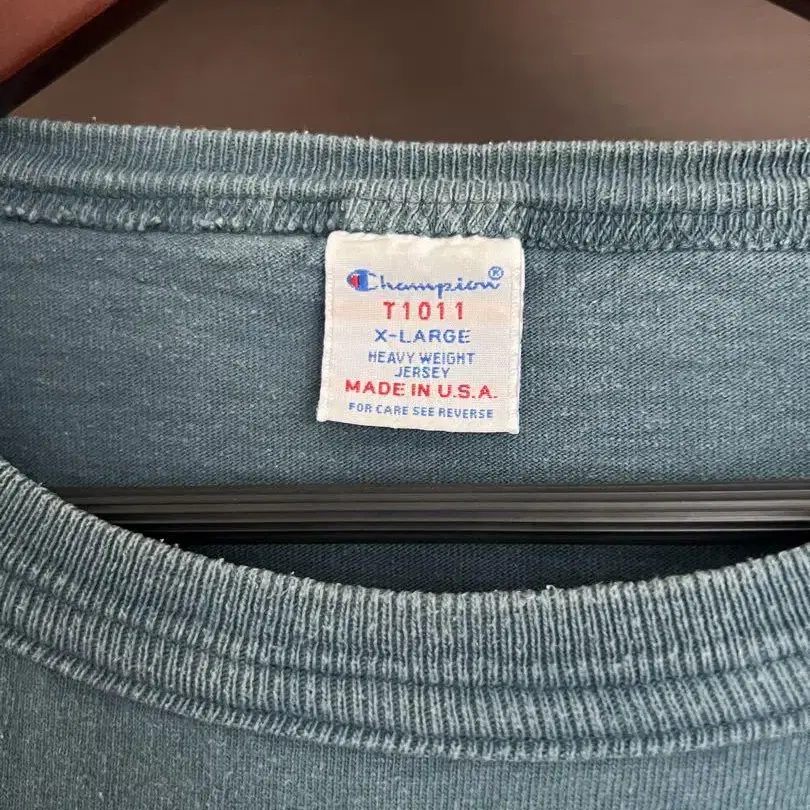 Champion®
T1011
X-LARGE
HEAVY WEIGHT
JERSEY
MADE IN U.S.A.
FOR CARE SEE REVERSE